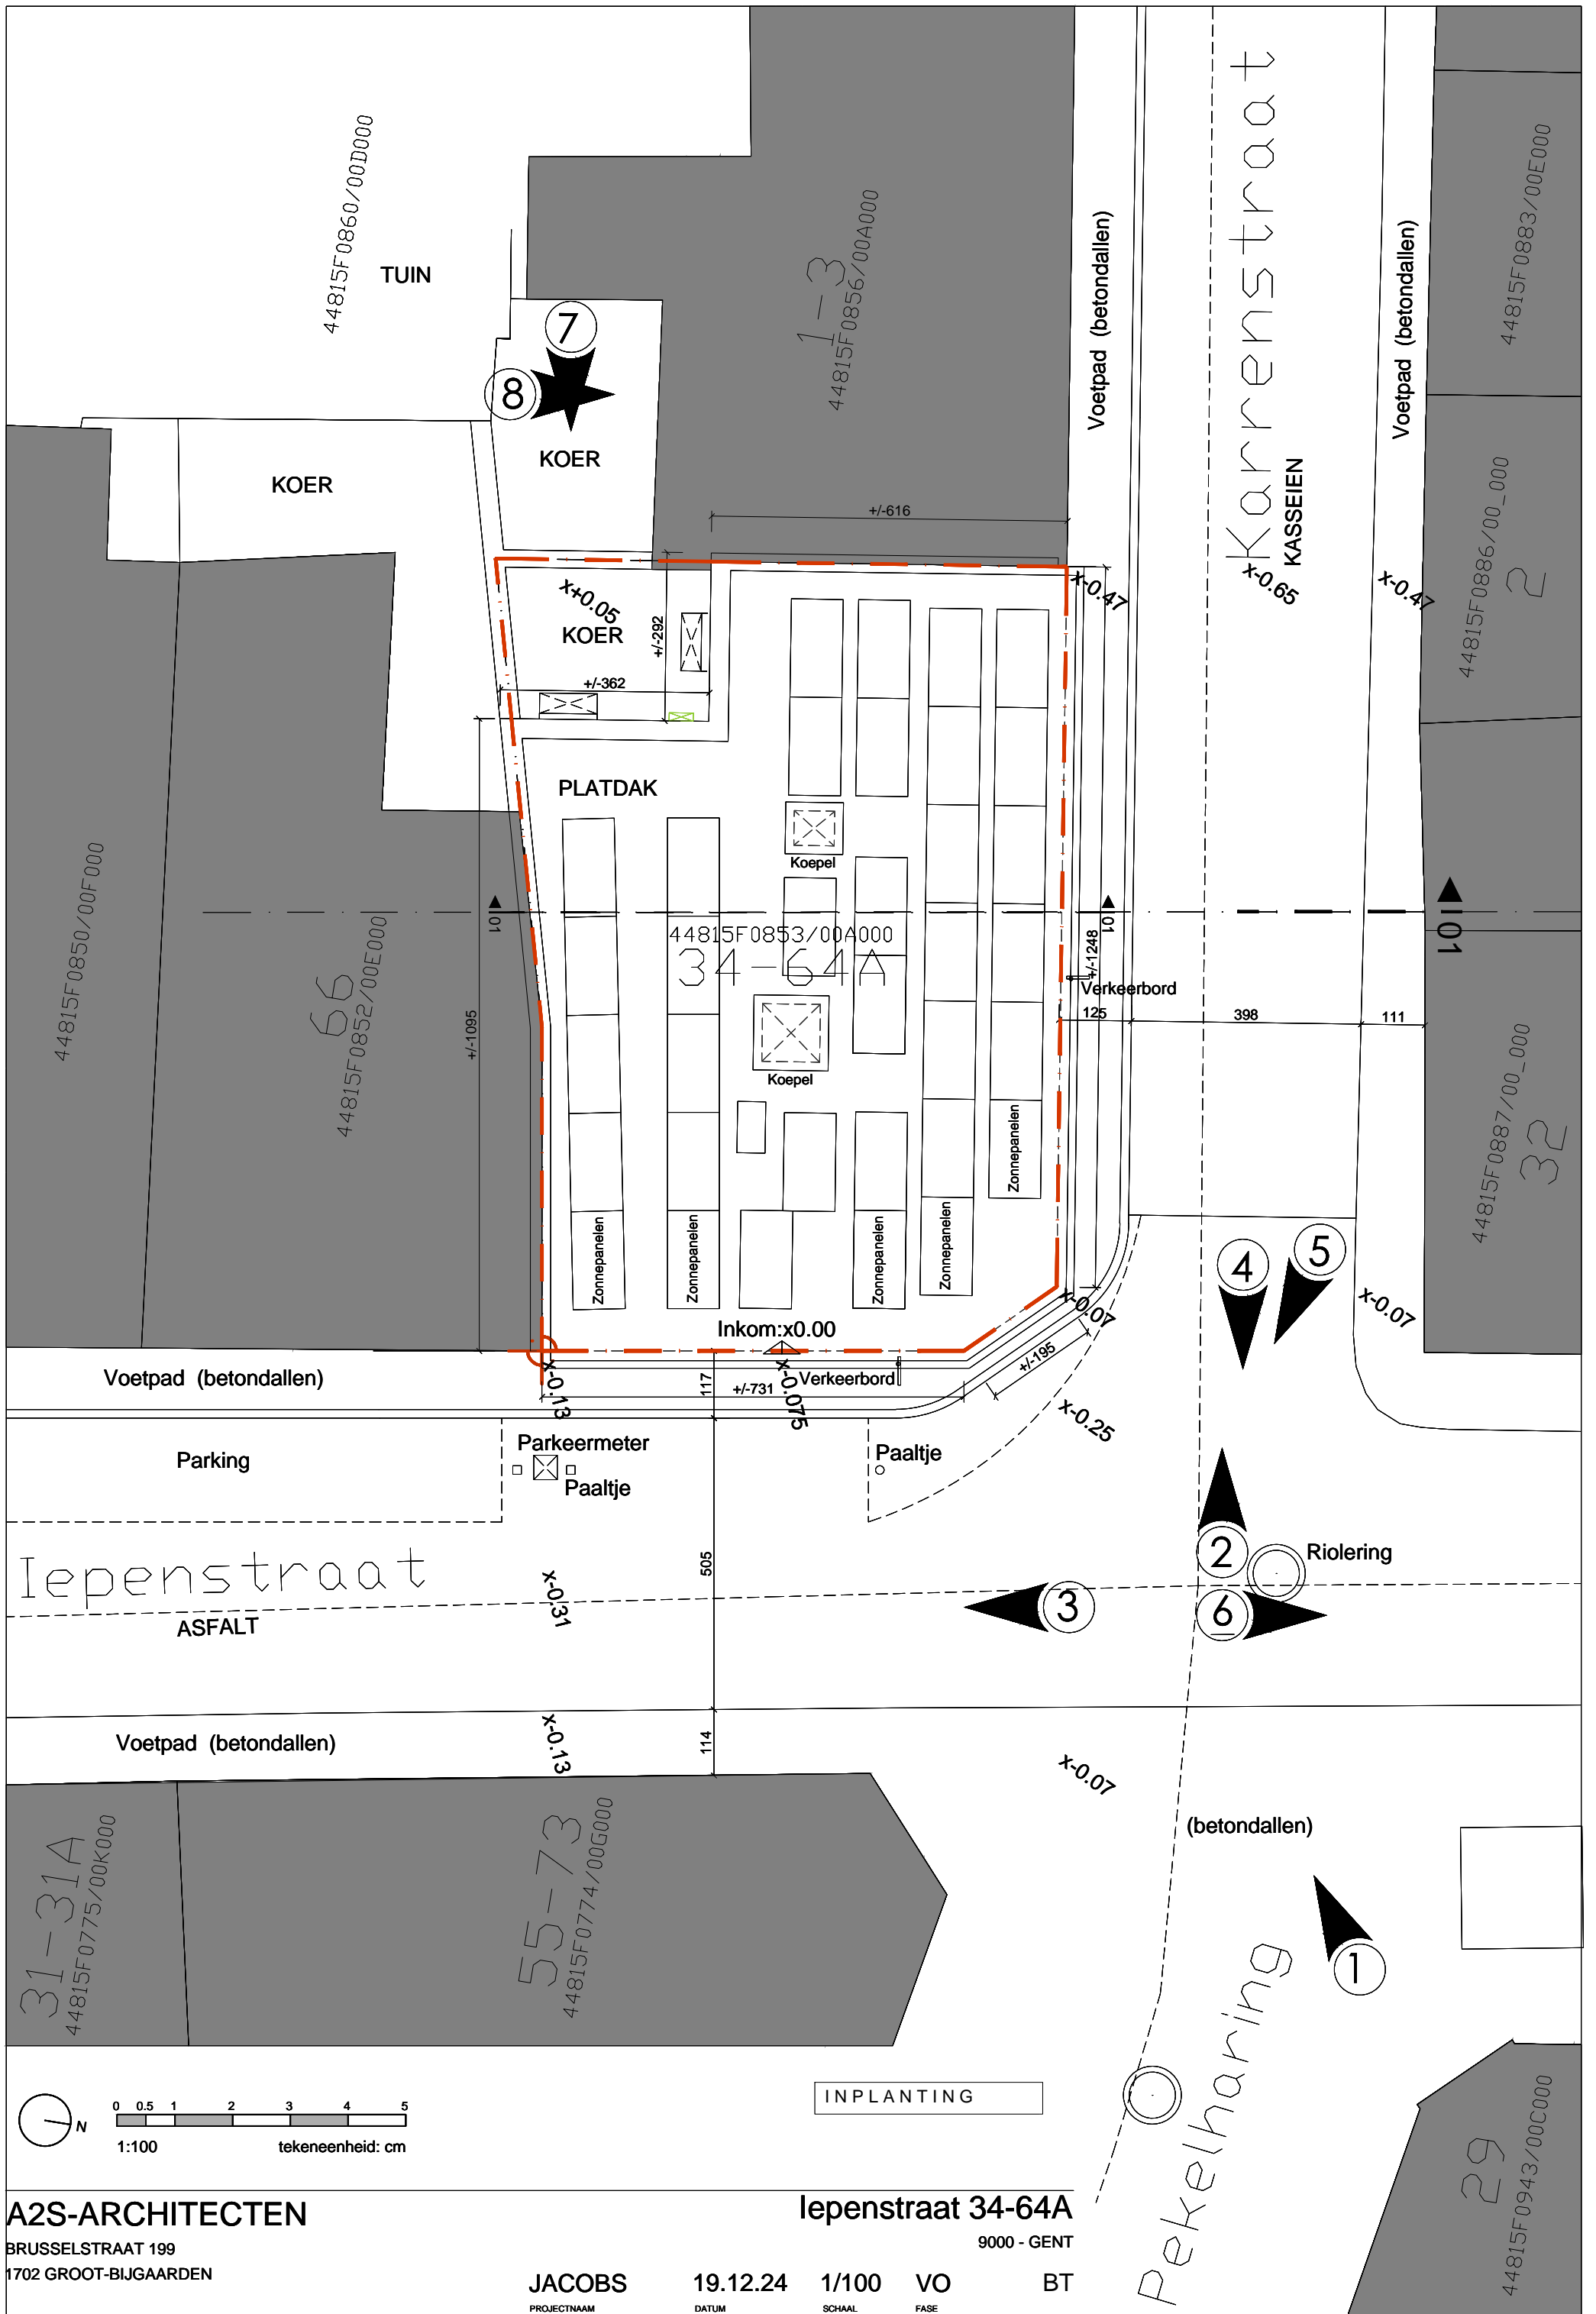 44815F0860/00D000
TUIN
1-3
44815F0856/00A000
Voetpad (betondallen)
Karrenstraat
KASSEIEN
Voetpad (betondallen)
44815F0883/00E000
7
8
KOER
KOER
+/-616
44815F0886/00_000
2
x+0.05
KOER
+/-292
+/-362
x-0.47
x-0.65
x-0.47
PLATDAK
Koepel
44815F0850/00F000
66
44815F0852/00E000
01
44815F0853/00A000
34-64A
01
01
+/-1248
Verkeerbord
+/-1095
125
398
111
Koepel
44815F0887/00_000
32
Zonnepanelen
Zonnepanelen
Zonnepanelen
Zonnepanelen
Zonnepanelen
4
5
x-0.07
x-0.07
Inkom:x0.00
Voetpad (betondallen)
x-0.13
117
+/-731
x-0.075
Verkeerbord
+/-195
x-0.25
Parking
Parkeermeter
Paaltje
Paaltje
Iepenstraat
ASFALT
x-0.31
505
2
Riolering
3
6
Voetpad (betondallen)
x-0.13
114
x-0.07
(betondallen)
31-31A
44815F0775/00K000
55-73
44815F0774/00G000
1
Pekelharing
29
44815F0943/00C000
N
0 0.5 1 2 3 4 5
1:100 tekeneenheid: cm
INPLANTING
A2S-ARCHITECTEN
BRUSSELSTRAAT 199
1702 GROOT-BIJGAARDEN
Iepenstraat 34-64A
9000 - GENT
JACOBS 19.12.24 1/100 VO BT
PROJECTNAAM DATUM SCHAAL FASE